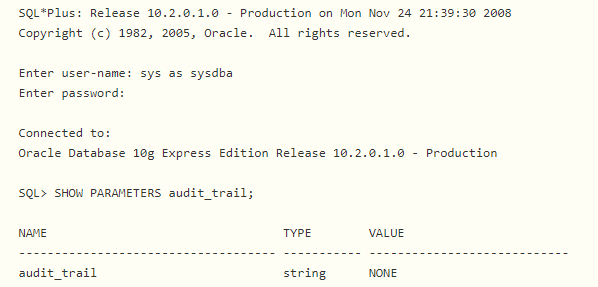 SQL*Plus: Release 10.2.0.1.0 - Production on Mon Nov 24 21:39:30 2008
Copyright (c) 1982, 2005, Oracle.  All rights reserved.
Enter user-name: sys as sysdba
Enter password:
Connected to:
Oracle Database 10g Express Edition Release 10.2.0.1.0 - Production
SQL> SHOW PARAMETERS audit_trail;
NAME                                 TYPE        VALUE
------------------------------------ ----------- ----------------------------
audit_trail                          string      NONE